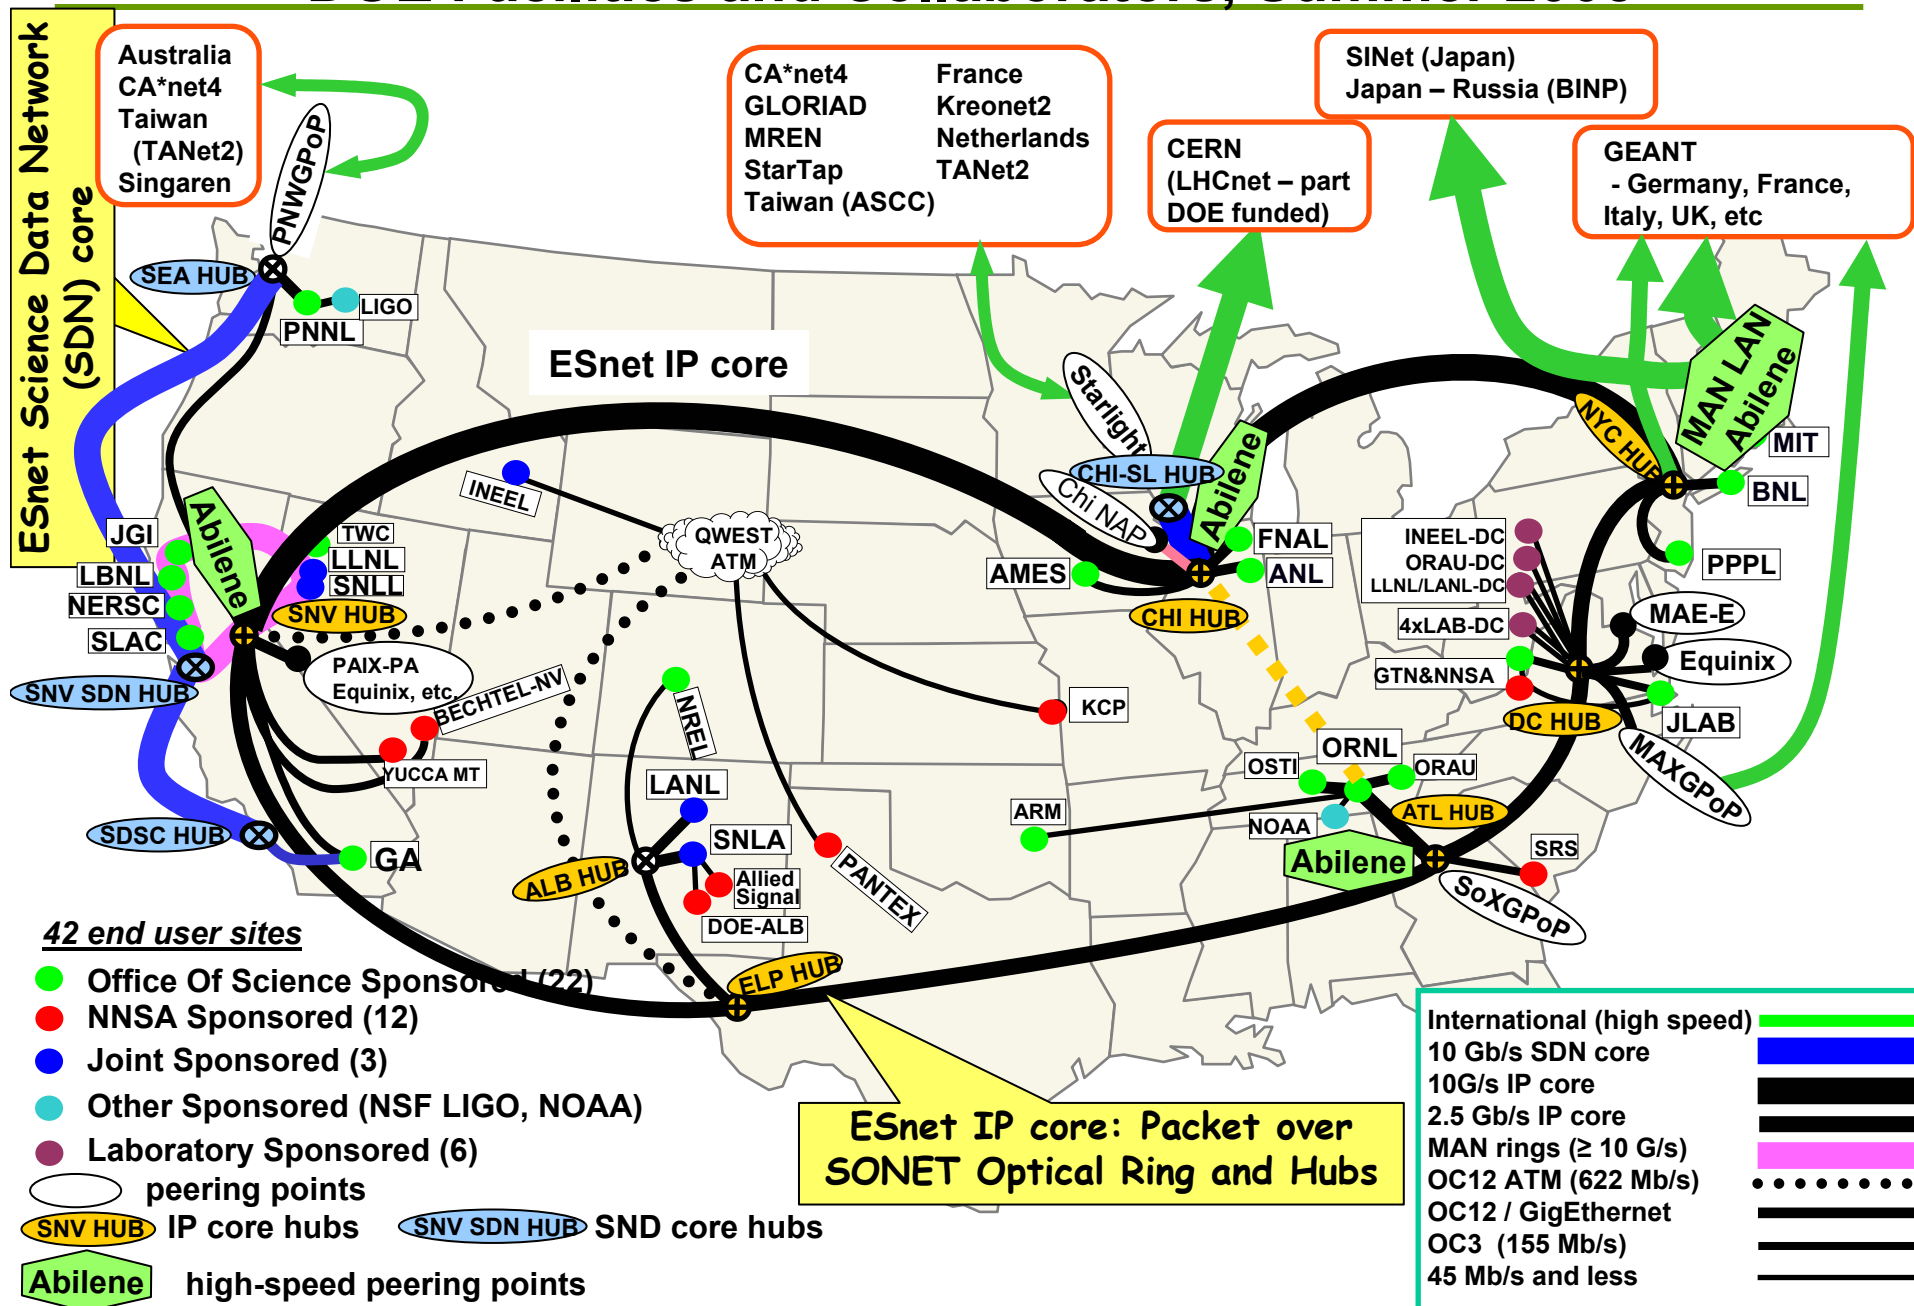 DOE Facilities and Collaborators, Summer 2005
ESnet Science Data Network
(SDN) core
Australia
CA*net4
Taiwan
(TANet2)
Singaren
PNWGPoP
CA*net4
GLORIAD
MREN
StarTap
Taiwan (ASCC)
France
Kreonet2
Netherlands
TANet2
CERN
(LHCnet – part
DOE funded)
SINet (Japan)
Japan – Russia (BINP)
GEANT
- Germany, France,
Italy, UK, etc
SEA HUB
LIGO
PNNL
ESnet IP core
Starlight
CHI-SL HUB
Chi NAP
Abilene
NYC HUB
MAN LAN
Abilene
MIT
BNL
INEEL
QWEST
ATM
AMES
FNAL
ANL
CHI HUB
INEEL-DC
ORAU-DC
LLNL/LANL-DC
4xLAB-DC
GTN&NNSA
PPPL
MAE-E
Equinix
JLAB
DC HUB
MAXGPoP
JGI
LBNL
NERSC
SLAC
Abilene
TWC
LLNL
SNLL
SNV HUB
SNV SDN HUB
PAIX-PA
Equinix, etc.
BECHTEL-NV
YUCCA MT
NREL
KCP
LANL
SNLA
Allied
Signal
DOE-ALB
ALB HUB
PANTEX
ARM
OSTI
ORNL
ORAU
NOAA
ATL HUB
Abilene
SRS
SoXGPoP
SDSC HUB
GA
ELP HUB
42 end user sites
Office Of Science Sponsored (22)
NNSA Sponsored (12)
Joint Sponsored (3)
Other Sponsored (NSF LIGO, NOAA)
Laboratory Sponsored (6)
peering points
SNV HUB IP core hubs
SNV SDN HUB SND core hubs
Abilene high-speed peering points
ESnet IP core: Packet over
SONET Optical Ring and Hubs
International (high speed)
10 Gb/s SDN core
10G/s IP core
2.5 Gb/s IP core
MAN rings (≥ 10 G/s)
OC12 ATM (622 Mb/s)
OC12 / GigEthernet
OC3 (155 Mb/s)
45 Mb/s and less